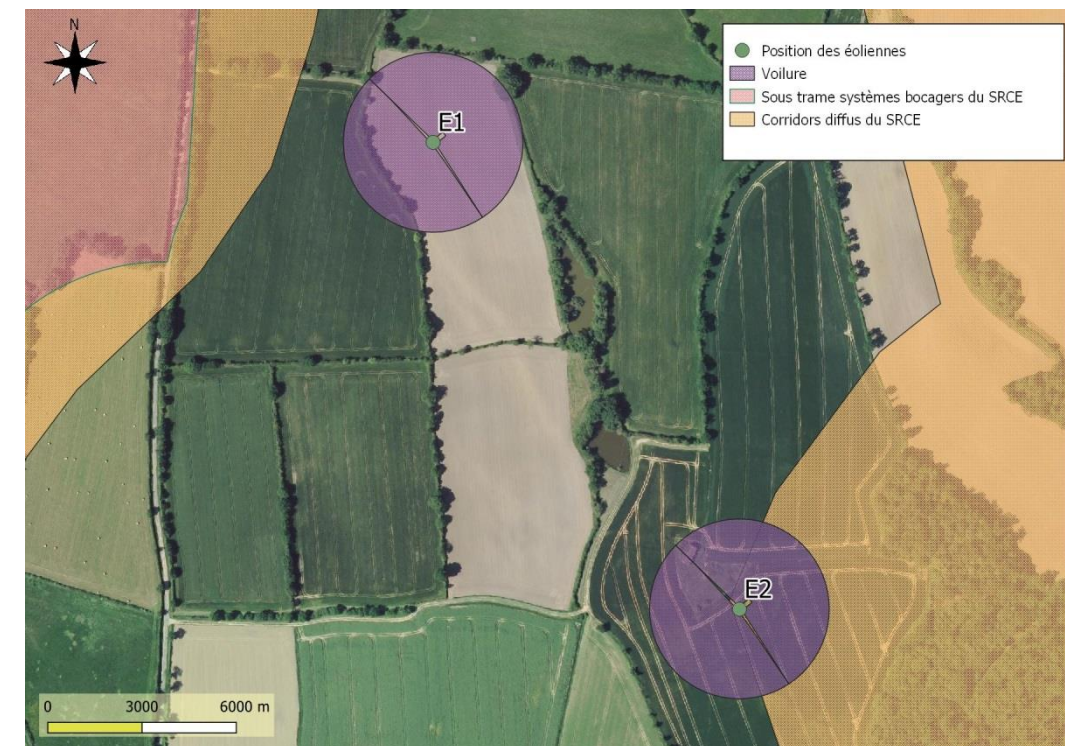 N
Position des éoliennes
Voilure
Sous trame systèmes bocagers du SRCE
Corridors diffus du SRCE
E1
E2
0 3000 6000 m